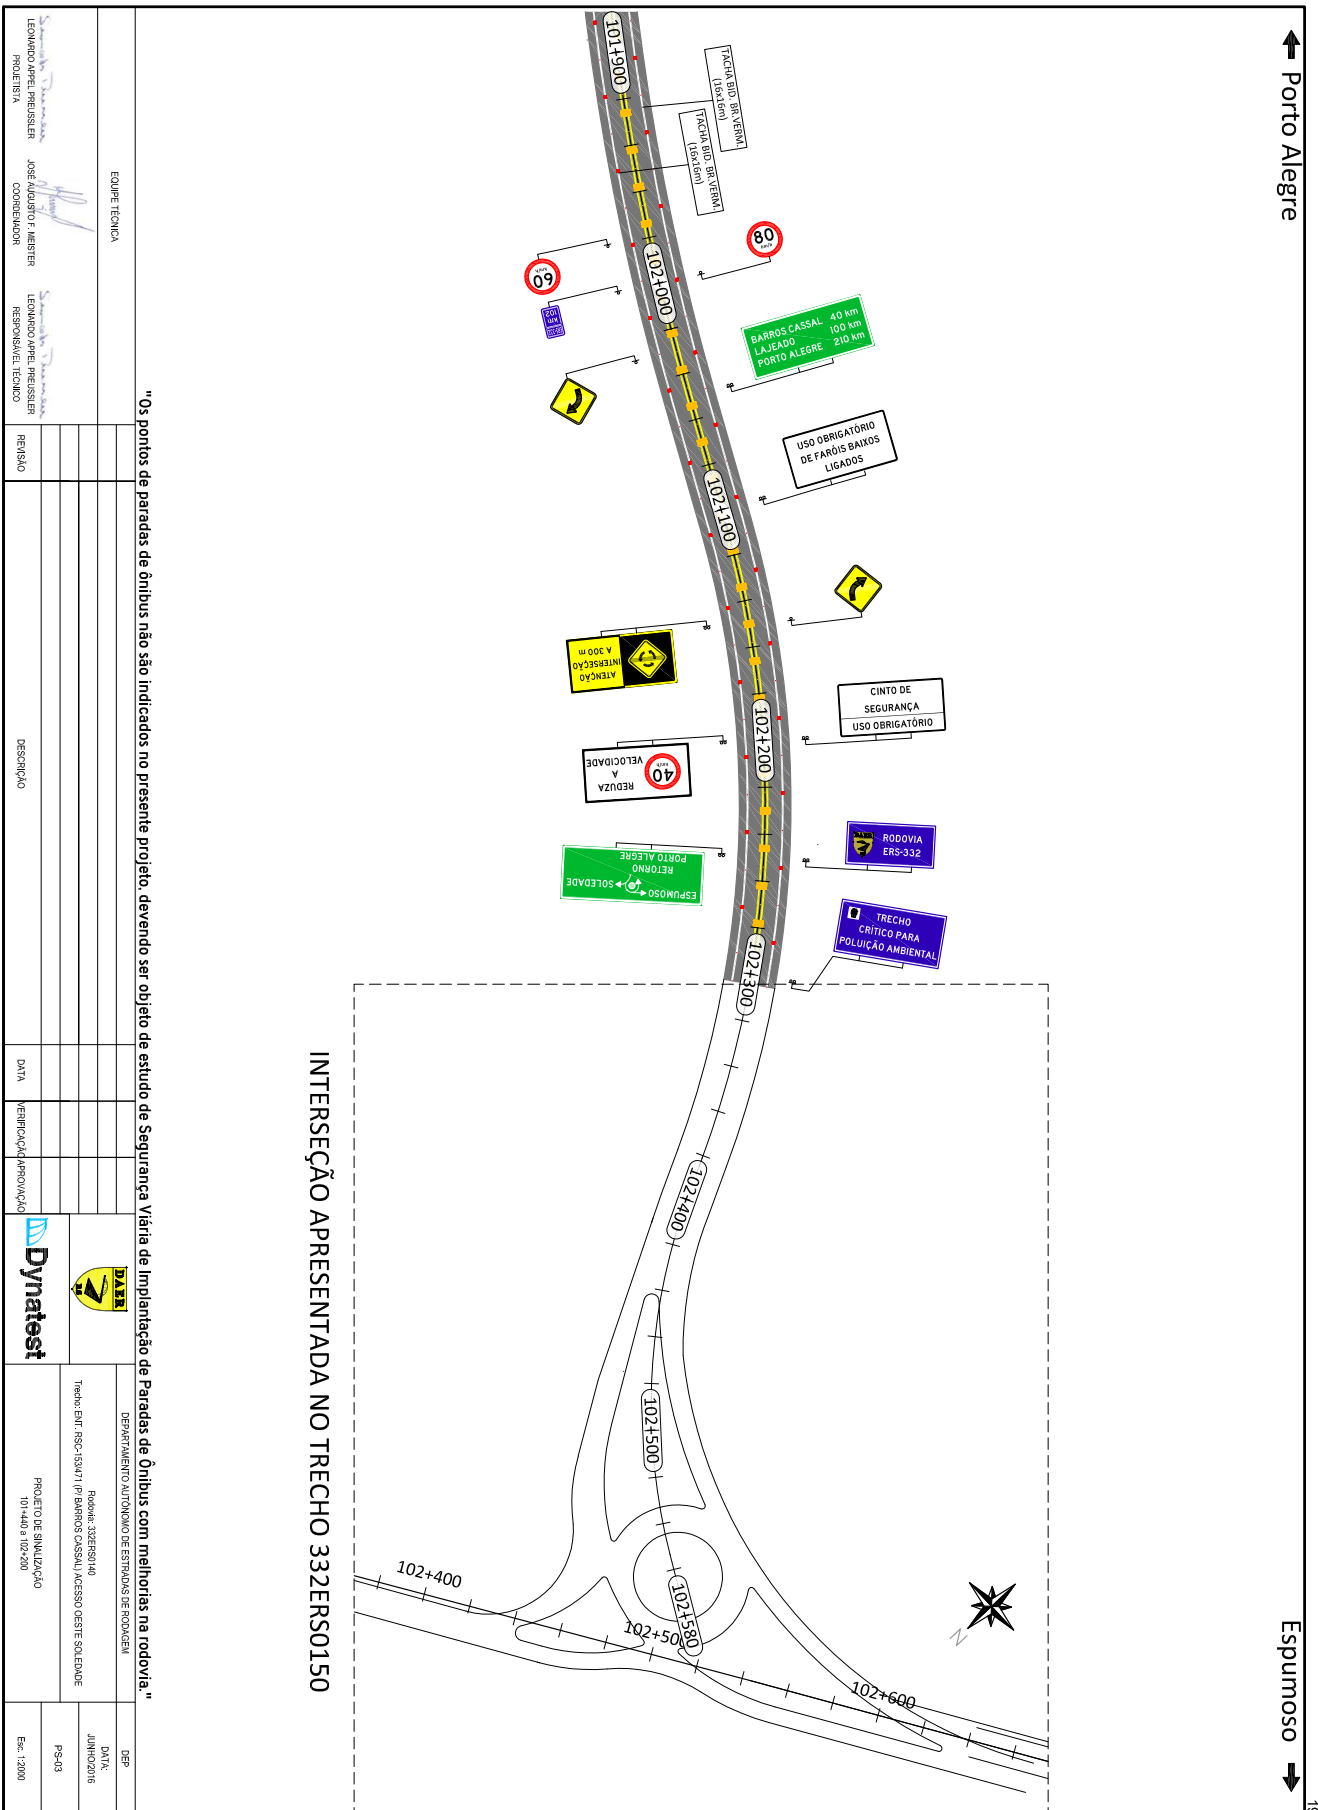 Porto Alegre
Espumoso
101+900
TACHA BID. BR.VERM.
(16x16m)
TACHA BID. BR.VERM.
(16x16m)
80
km/h
60
km/h
102+000
km
102
BARROS CASSAL 40 km
LAJEADO 100 km
PORTO ALEGRE 210 km
USO OBRIGATÓRIO
DE FARÓIS BAIXOS
LIGADOS
102+100
ATENÇÃO
INTERSEÇÃO
A 300 m
CINTO DE
SEGURANÇA
USO OBRIGATÓRIO
102+200
REDUZA
A
VELOCIDADE
40
km/h
RODOVIA
ERS-332
ESPUMOSO
SOLEDADE
RETORNO
PORTO ALEGRE
TRECHO
CRÍTICO PARA
POLUIÇÃO AMBIENTAL
102+300
102+400
102+500
102+580
102+400
102+500
102+600
N
INTERSEÇÃO APRESENTADA NO TRECHO 332ERS0150
"Os pontos de paradas de ônibus não são indicados no presente projeto, devendo ser objeto de estudo de Segurança Viária de Implantação de Paradas de Ônibus com melhorias na rodovia."
EQUIPE TÉCNICA
LEONARDO APPEL PREUSSLER
PROJETISTA
JOSÉ AUGUSTO F. MEISTER
COORDENADOR
LEONARDO APPEL PREUSSLER
RESPONSÁVEL TÉCNICO
REVISÃO
DESCRIÇÃO
DATA
VERIFICAÇÃO
APROVAÇÃO
DAER
RS
Dynatest
DEPARTAMENTO AUTÔNOMO DE ESTRADAS DE RODAGEM
Rodovia: 332ERS0140
Trecho: ENT. RSC-153/471 (P/ BARROS CASSAL) ACESSO OESTE SOLEDADE
PROJETO DE SINALIZAÇÃO
101+440 a 102+200
DEP
DATA:
JUNHO/2016
PS-03
Esc. 1:2000